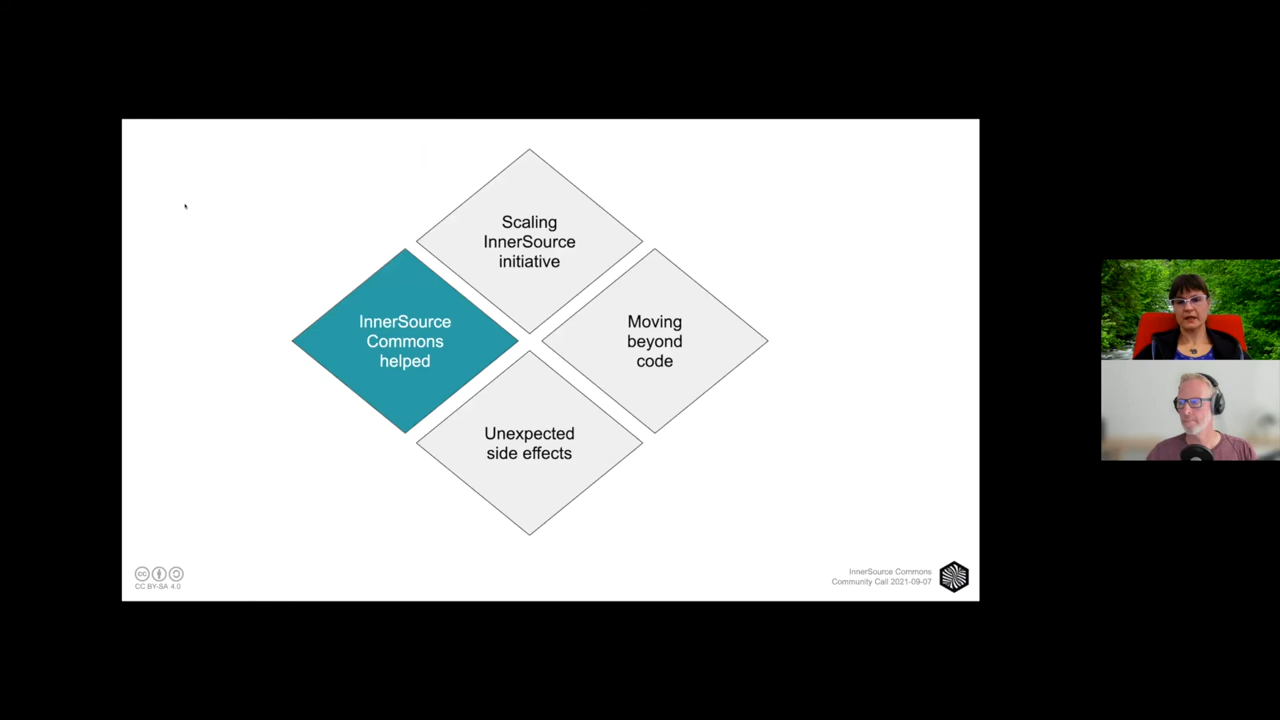 Scaling
InnerSource
initiative
InnerSource
Commons
helped
Moving
beyond
code
Unexpected
side effects
cc
CC BY-SA 4.0
InnerSource Commons
Community Call 2021-09-07